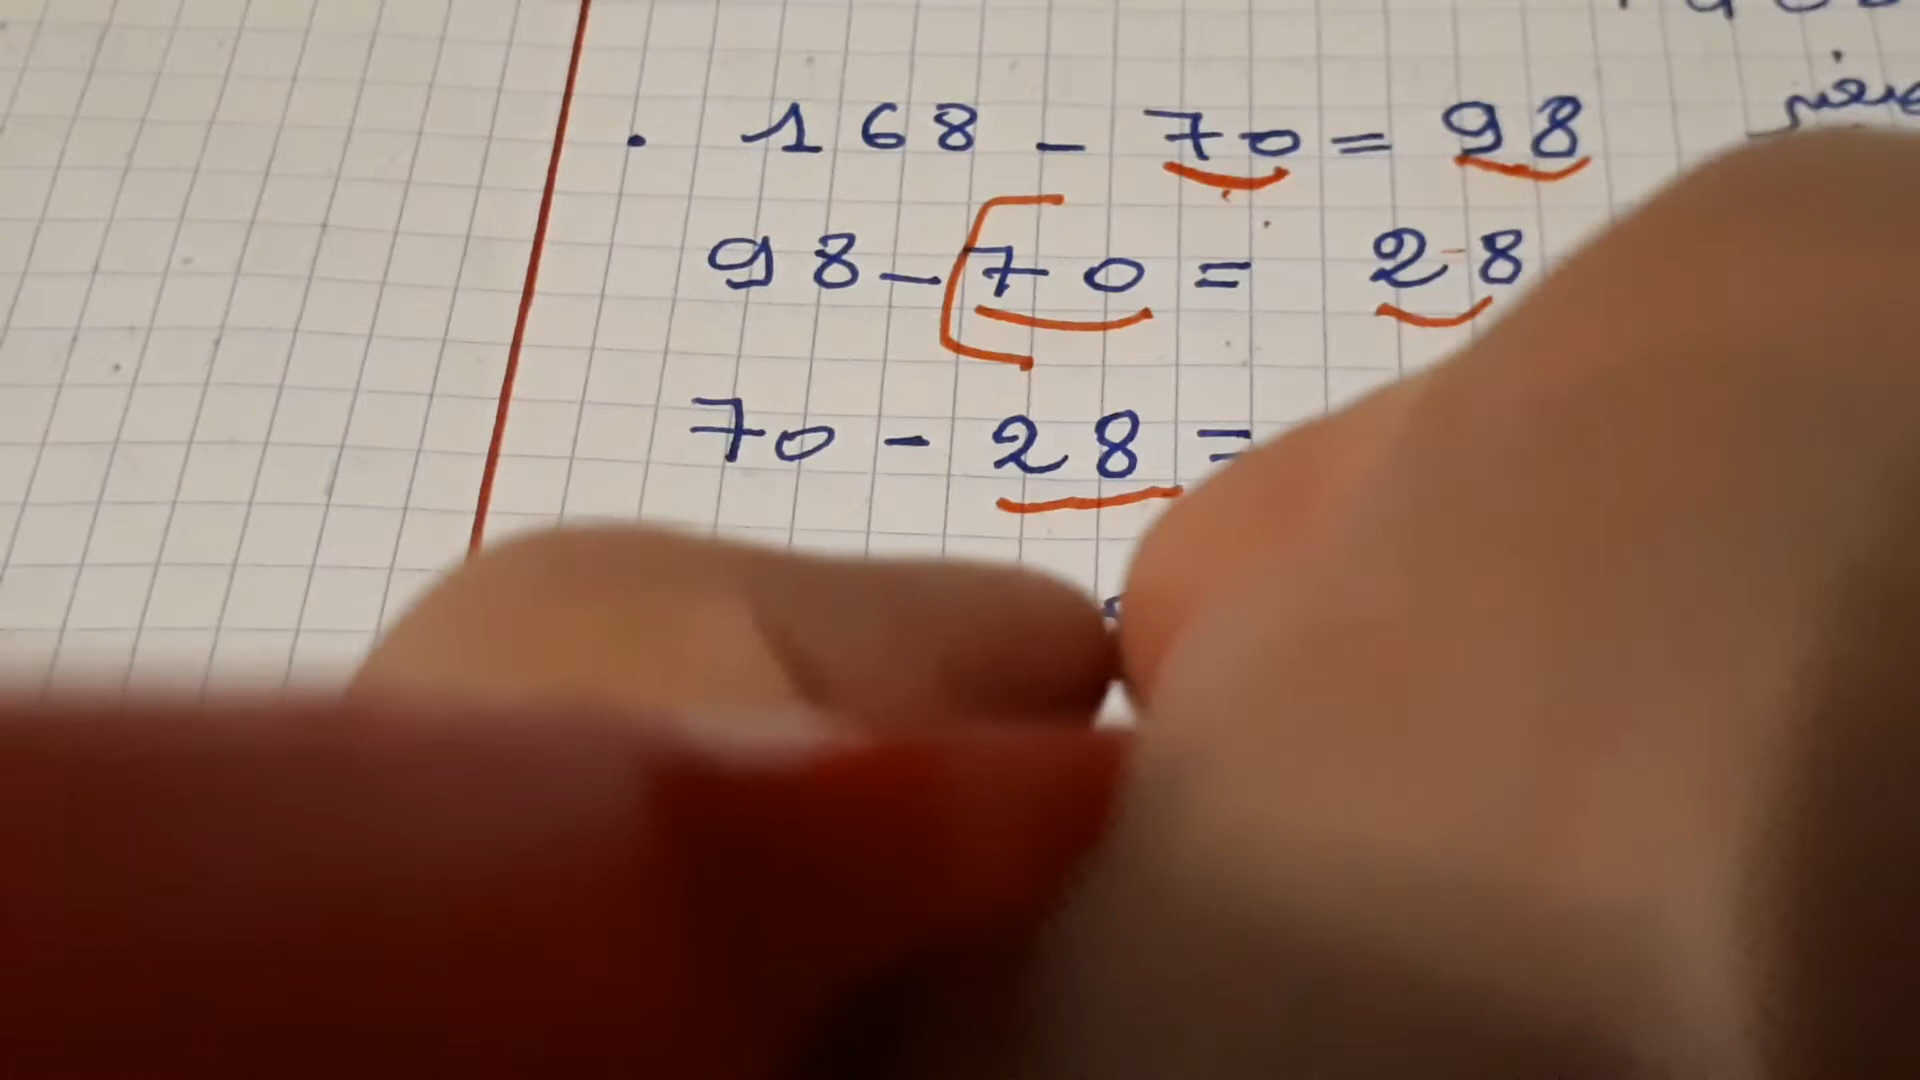 . 168 - 70 = 98
98 - 70 = 28
70 - 28 =